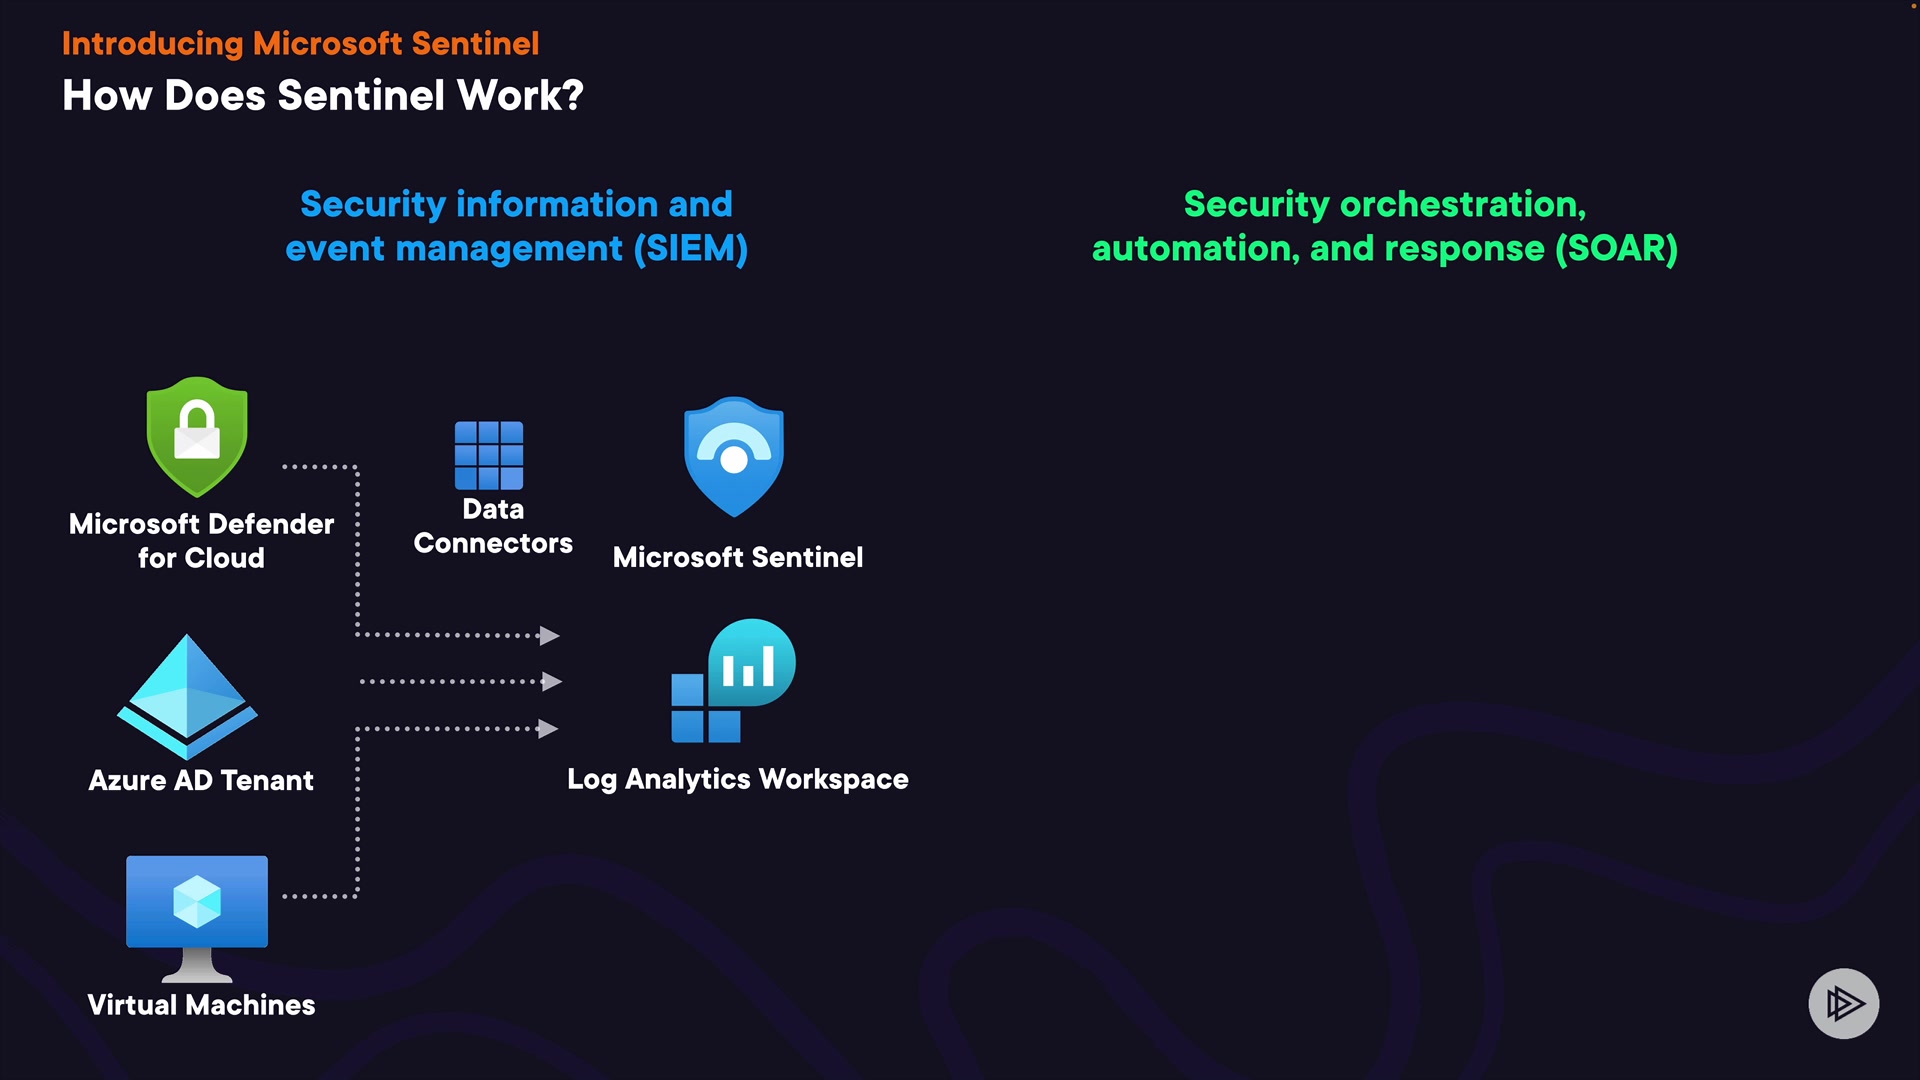 Introducing Microsoft Sentinel
How Does Sentinel Work?
Security information and
event management (SIEM)
Security orchestration,
automation, and response (SOAR)
Microsoft Defender
for Cloud
Data
Connectors
Microsoft Sentinel
Azure AD Tenant
Log Analytics Workspace
Virtual Machines